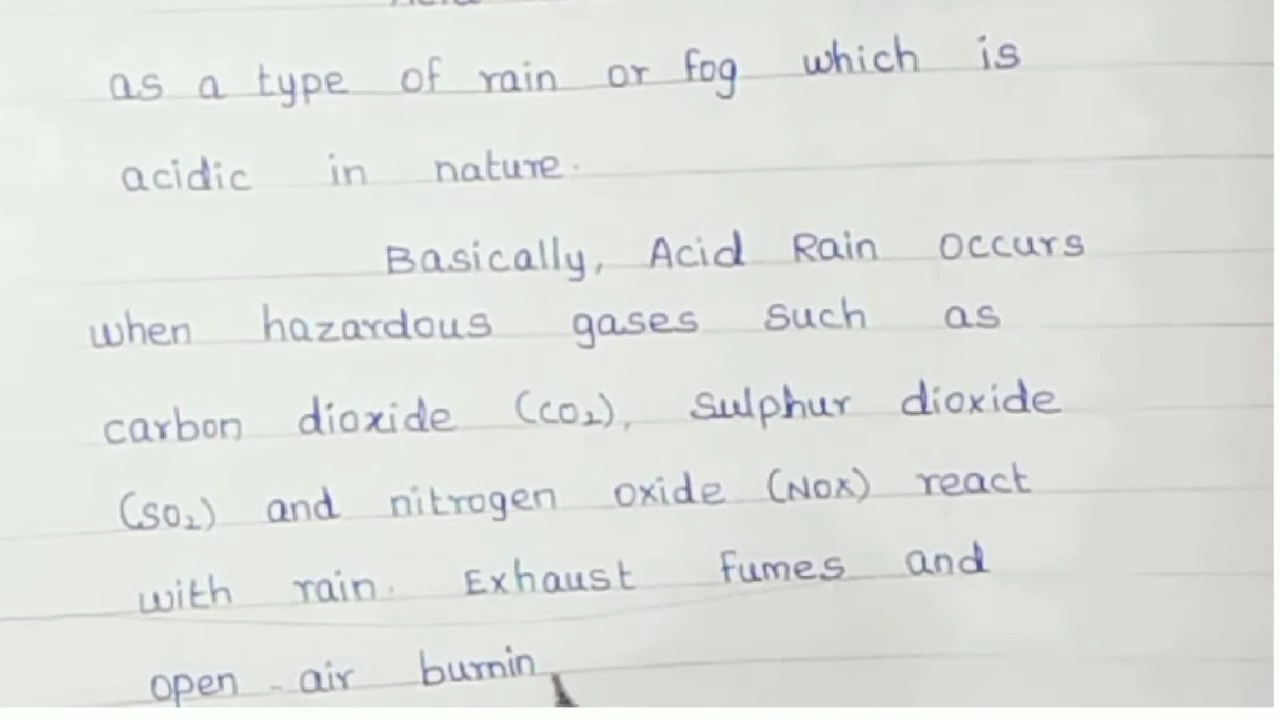 as a type of rain or fog which is
acidic in nature.
Basically, Acid Rain occurs
when hazardous gases such as
carbon dioxide (CO₂), Sulphur dioxide
(SO₂) and nitrogen oxide (NOx) react
with rain. Exhaust fumes and
open-air burnin